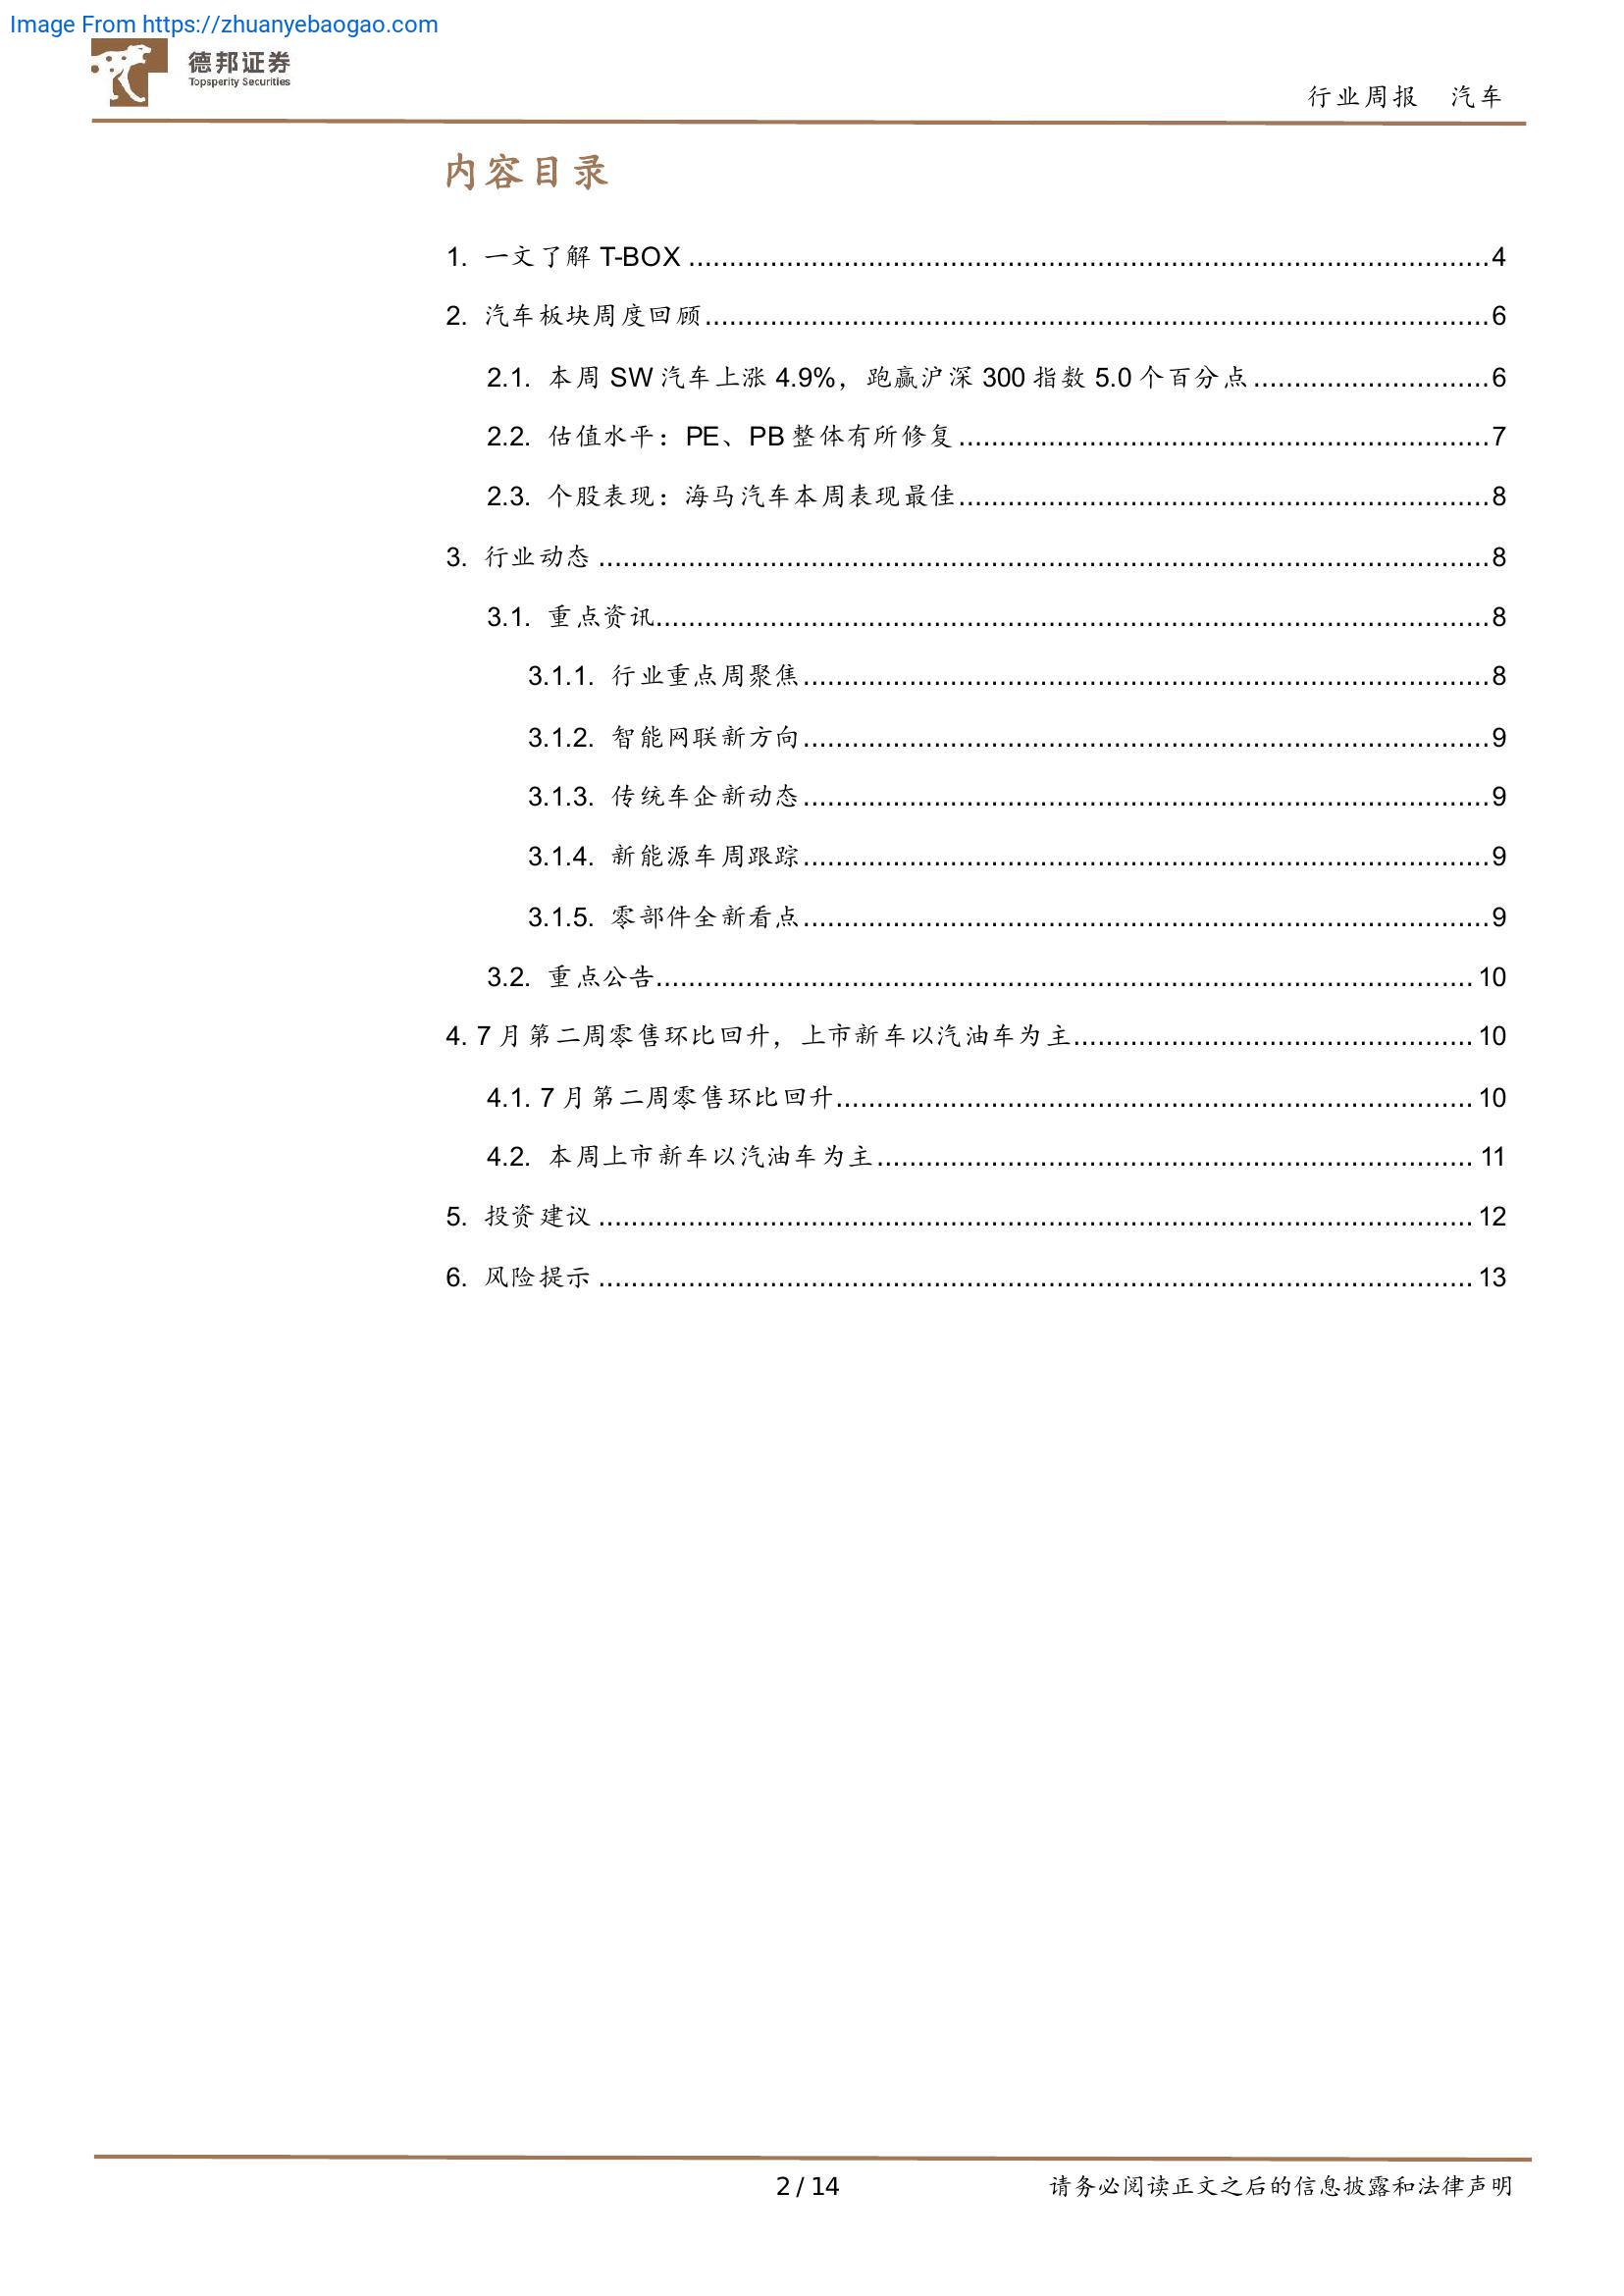 Image From https://zhuanyebaogao.com
德邦证券
Topsperity Securities
行业周报 汽车
内容目录
1. 一文了解 T-BOX ........ 4
2. 汽车板块周度回顾 ........ 6
2.1. 本周 SW 汽车上涨 4.9%，跑赢沪深 300 指数 5.0 个百分点 ........ 6
2.2. 估值水平：PE、PB 整体有所修复 ........ 7
2.3. 个股表现：海马汽车本周表现最佳 ........ 8
3. 行业动态 ........ 8
3.1. 重点资讯 ........ 8
3.1.1. 行业重点周聚焦 ........ 8
3.1.2. 智能网联新方向 ........ 9
3.1.3. 传统车企新动态 ........ 9
3.1.4. 新能源车周跟踪 ........ 9
3.1.5. 零部件全新看点 ........ 9
3.2. 重点公告 ........ 10
4. 7 月第二周零售环比回升，上市新车以汽油车为主 ........ 10
4.1. 7 月第二周零售环比回升 ........ 10
4.2. 本周上市新车以汽油车为主 ........ 11
5. 投资建议 ........ 12
6. 风险提示 ........ 13
2 / 14
请务必阅读正文之后的信息披露和法律声明